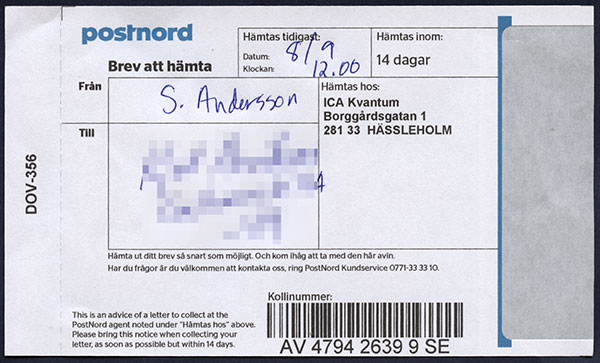 postnord
Brev att hämta
Hämtas tidigast:
Datum: 8/9
Klockan: 12.00
Hämtas inom:
14 dagar
Från
S. Andersson
Hämtas hos:
ICA Kvantum
Borggårdsgatan 1
281 33 HÄSSLEHOLM
Till
DOV-356
Hämta ut ditt brev så snart som möjligt. Och kom ihåg att ta med den här avin.
Har du frågor är du välkommen att kontakta oss, ring PostNord Kundservice 0771-33 33 10.
This is an advice of a letter to collect at the
PostNord agent noted under "Hämtas hos" above.
Please bring this notice when collecting your
letter, as soon as possible but within 14 days.
Kollinummer:
AV 4794 2639 9 SE